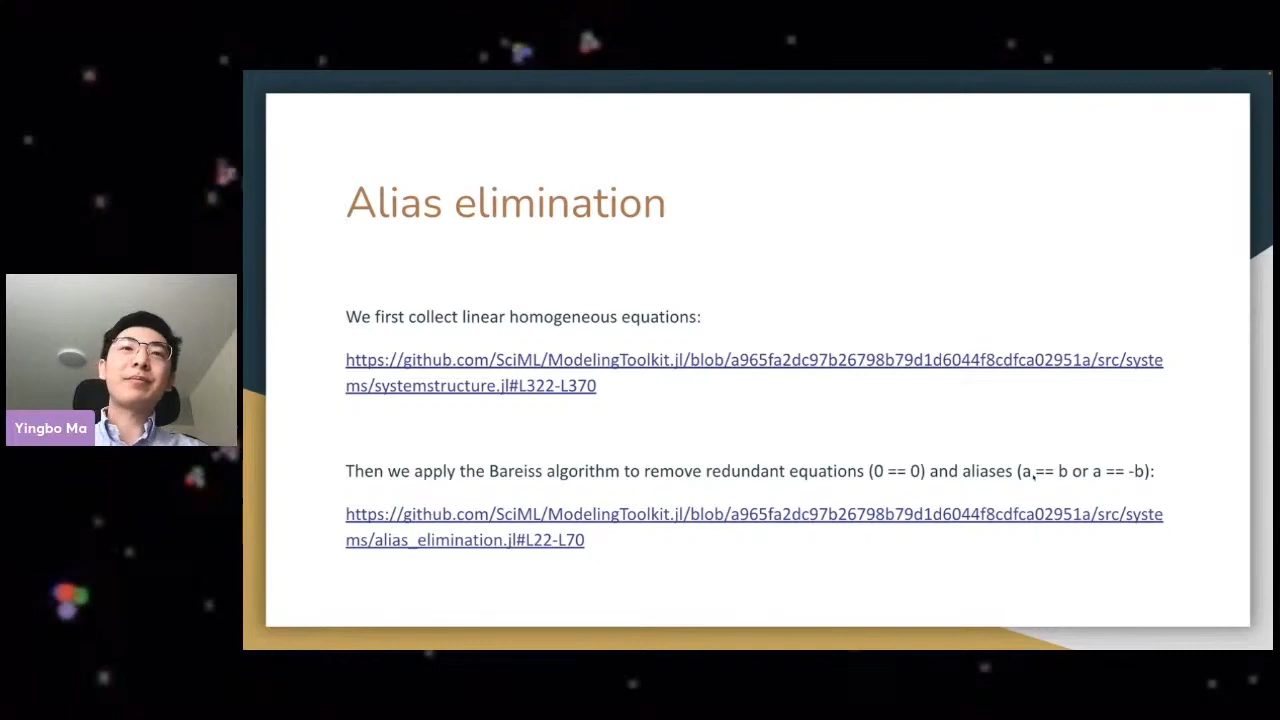 Alias elimination
We first collect linear homogeneous equations:
https://github.com/SciML/ModelingToolkit.jl/blob/a965fa2dc97b26798b79d1d6044f8cdfca02951a/src/syste
ms/systemstructure.jl#L322-L370
Yingbo Ma
Then we apply the Bareiss algorithm to remove redundant equations (0 == 0) and aliases (a == b or a == -b):
https://github.com/SciML/ModelingToolkit.jl/blob/a965fa2dc97b26798b79d1d6044f8cdfca02951a/src/syste
ms/alias_elimination.jl#L22-L70